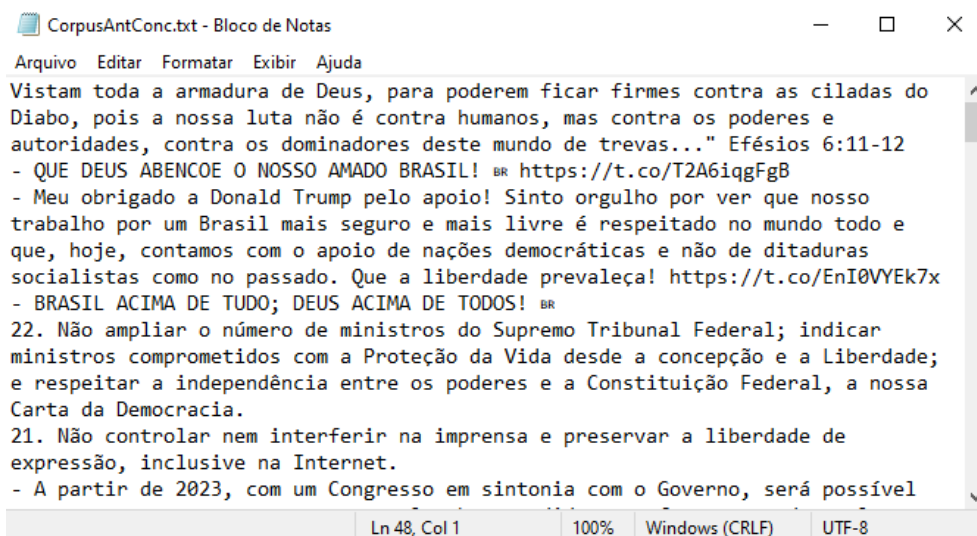 CorpusAntConc.txt - Bloco de Notas
Arquivo Editar Formatar Exibir Ajuda
Vistam toda a armadura de Deus, para poderem ficar firmes contra as ciladas do
Diabo, pois a nossa luta não é contra humanos, mas contra os poderes e
autoridades, contra os dominadores deste mundo de trevas..." Efésios 6:11-12
- QUE DEUS ABENCOE O NOSSO AMADO BRASIL! 🇧🇷 https://t.co/T2A6iqgFgB
- Meu obrigado a Donald Trump pelo apoio! Sinto orgulho por ver que nosso
trabalho por um Brasil mais seguro e mais livre é respeitado no mundo todo e
que, hoje, contamos com o apoio de nações democráticas e não de ditaduras
socialistas como no passado. Que a liberdade prevaleça! https://t.co/EnI0VYEk7x
- BRASIL ACIMA DE TUDO; DEUS ACIMA DE TODOS! 🇧🇷
22. Não ampliar o número de ministros do Supremo Tribunal Federal; indicar
ministros comprometidos com a Proteção da Vida desde a concepção e a Liberdade;
e respeitar a independência entre os poderes e a Constituição Federal, a nossa
Carta da Democracia.
21. Não controlar nem interferir na imprensa e preservar a liberdade de
expressão, inclusive na Internet.
- A partir de 2023, com um Congresso em sintonia com o Governo, será possível
Ln 48, Col 1 100% Windows (CRLF) UTF-8